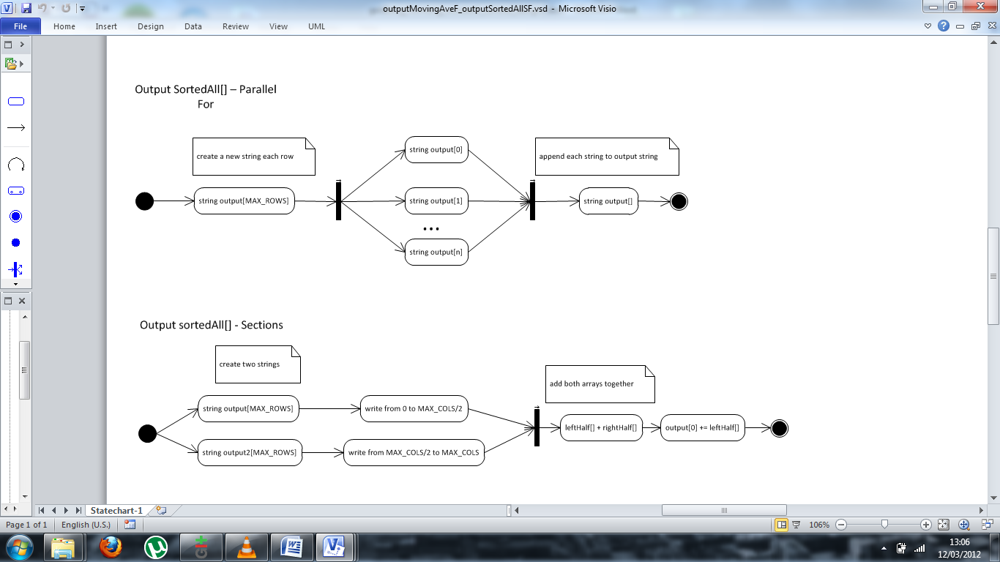 outputMovingAveF_outputSortedAllSF.vsd - Microsoft Visio
File Home Insert Design Data Review View UML
Output SortedAll[] – Parallel
For
create a new string each row
append each string to output string
string output[0]
string output[MAX_ROWS]
string output[1]
string output[]
...
string output[n]
Output sortedAll[] - Sections
create two strings
add both arrays together
string output[MAX_ROWS]
write from 0 to MAX_COLS/2
leftHalf[] + rightHalf[]
output[0] += leftHalf[]
string output2[MAX_ROWS]
write from MAX_COLS/2 to MAX_COLS
Statechart-1
Page 1 of 1 English (U.S.) 106%
13:06
12/03/2012